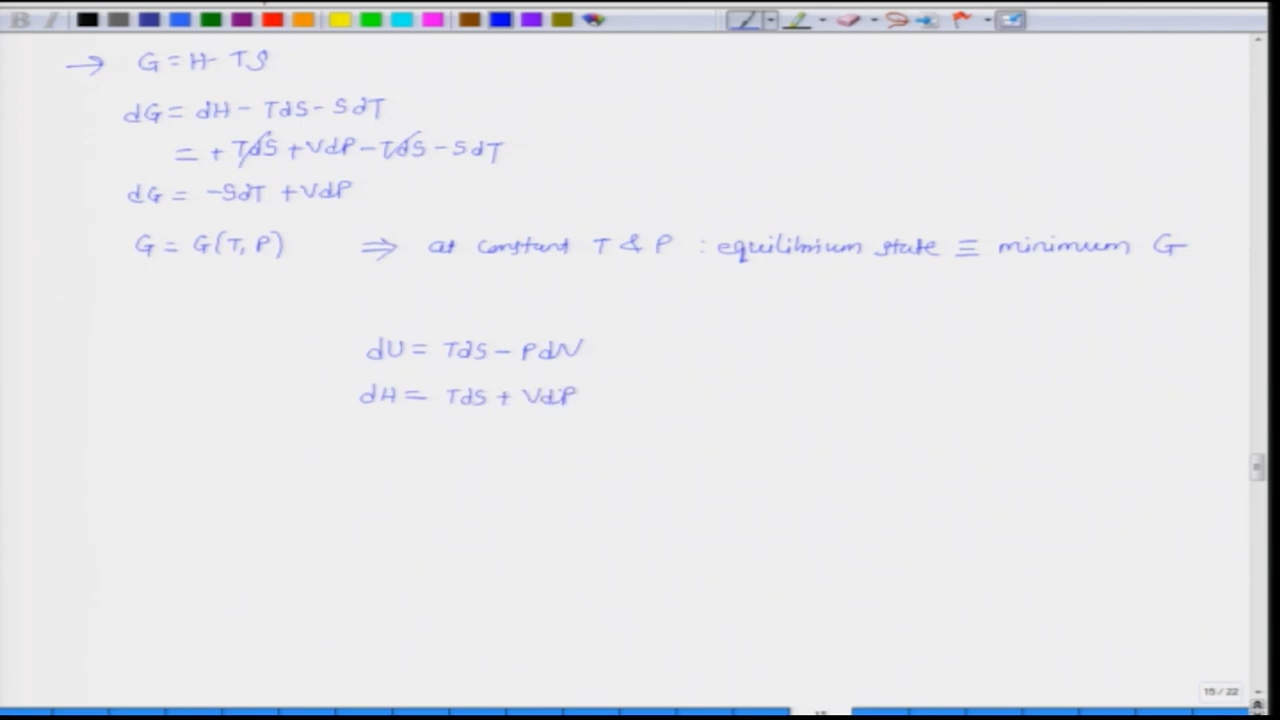 B I
→ G = H - TS
dG = dH - TdS - SdT
= + TdS + VdP - TdS - SdT
dG = -SdT + VdP
G = G(T, P) ⇒ at constant T & P : equilibrium state ≡ minimum G
dU = TdS - PdV
dH = TdS + VdP
15 / 22
15